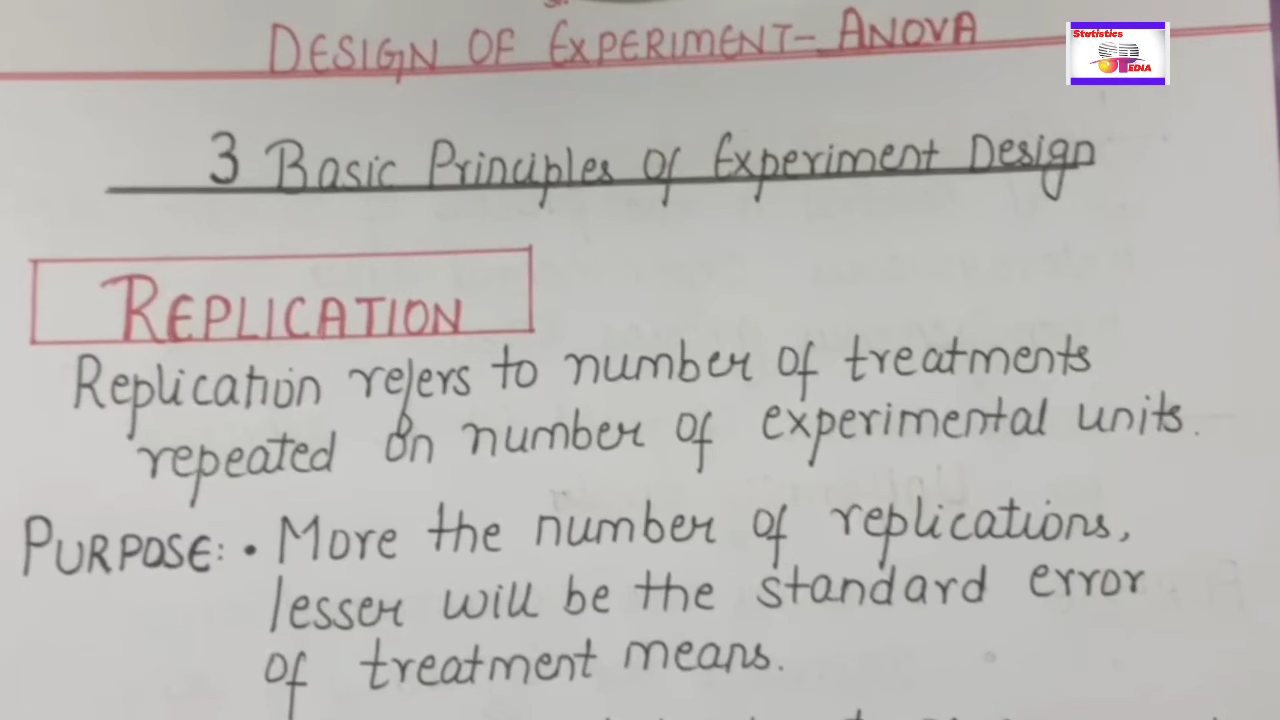 DESIGN OF EXPERIMENT- ANOVA
Statistics
EDIA
3 Basic Principles Of Experiment Design
REPLICATION
Replication refers to number of treatments
repeated on number of experimental units.
PURPOSE: • More the number of replications,
lesser will be the standard error
of treatment means.